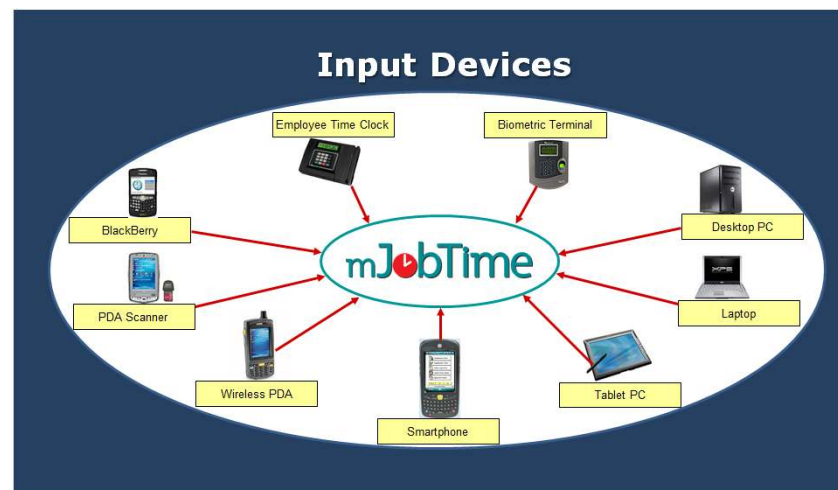 Input Devices
Employee Time Clock
Biometric Terminal
BlackBerry
Desktop PC
mJobTime
PDA Scanner
XPS
Laptop
Wireless PDA
Tablet PC
Smartphone